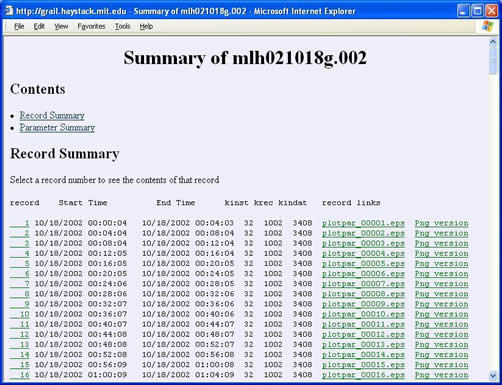 http://grail.haystack.mit.edu - Summary of mlh021018g.002 - Microsoft Internet Explorer
File Edit View Favorites Tools Help
Summary of mlh021018g.002
Contents
Record Summary
Parameter Summary
Record Summary
Select a record number to see the contents of that record
record Start Time End Time kinst krec kindat record links
1 10/18/2002 00:00:04 10/18/2002 00:04:03 32 1002 3408 plotpar_00001.eps Png version
2 10/18/2002 00:04:04 10/18/2002 00:08:04 32 1002 3408 plotpar_00002.eps Png version
3 10/18/2002 00:08:04 10/18/2002 00:12:04 32 1002 3408 plotpar_00003.eps Png version
4 10/18/2002 00:12:05 10/18/2002 00:16:04 32 1002 3408 plotpar_00004.eps Png version
5 10/18/2002 00:16:05 10/18/2002 00:20:05 32 1002 3408 plotpar_00005.eps Png version
6 10/18/2002 00:20:05 10/18/2002 00:24:05 32 1002 3408 plotpar_00006.eps Png version
7 10/18/2002 00:24:06 10/18/2002 00:28:05 32 1002 3408 plotpar_00007.eps Png version
8 10/18/2002 00:28:06 10/18/2002 00:32:06 32 1002 3408 plotpar_00008.eps Png version
9 10/18/2002 00:32:07 10/18/2002 00:36:06 32 1002 3408 plotpar_00009.eps Png version
10 10/18/2002 00:36:07 10/18/2002 00:40:06 32 1002 3408 plotpar_00010.eps Png version
11 10/18/2002 00:40:07 10/18/2002 00:44:07 32 1002 3408 plotpar_00011.eps Png version
12 10/18/2002 00:44:08 10/18/2002 00:48:07 32 1002 3408 plotpar_00012.eps Png version
13 10/18/2002 00:48:08 10/18/2002 00:52:07 32 1002 3408 plotpar_00013.eps Png version
14 10/18/2002 00:52:08 10/18/2002 00:56:08 32 1002 3408 plotpar_00014.eps Png version
15 10/18/2002 00:56:09 10/18/2002 01:00:08 32 1002 3408 plotpar_00015.eps Png version
16 10/18/2002 01:00:09 10/18/2002 01:04:09 32 1002 3408 plotpar_00016.eps Png version